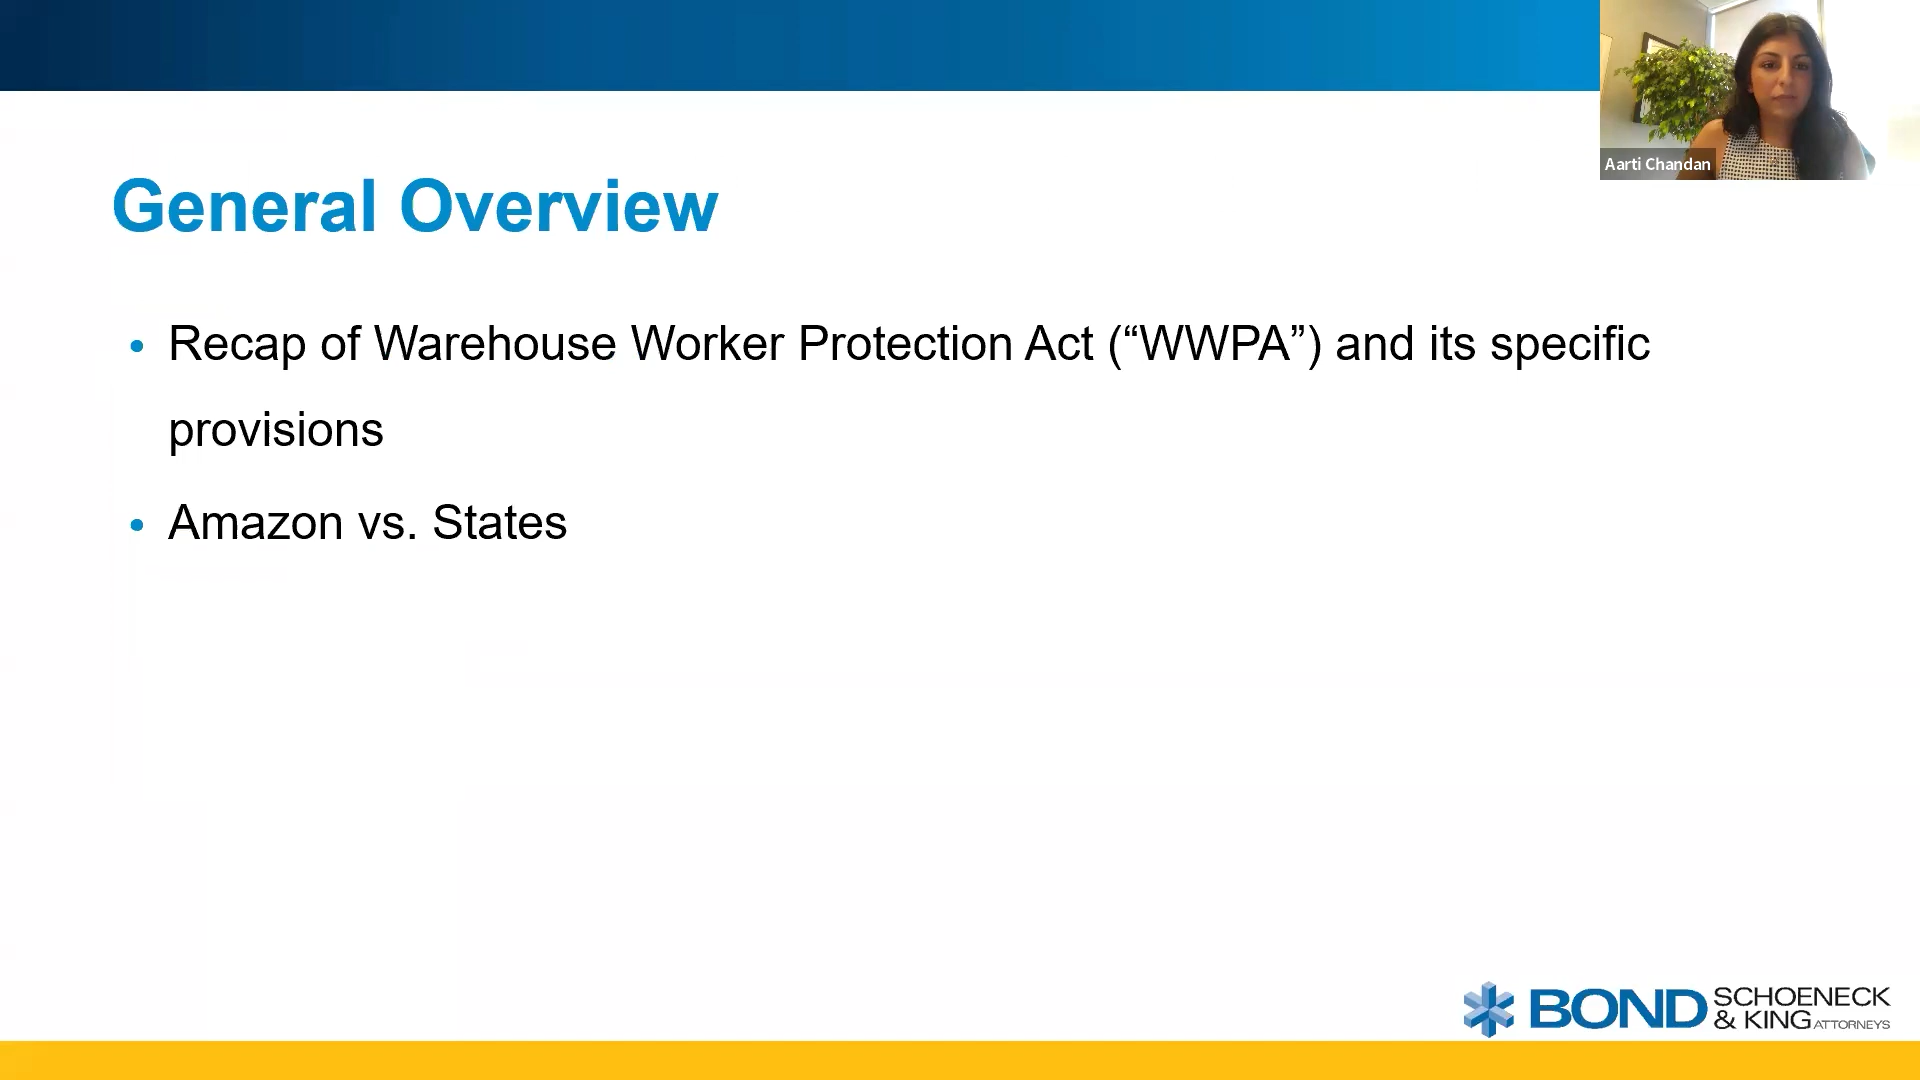 Aarti Chandan
General Overview
• Recap of Warehouse Worker Protection Act (“WWPA”) and its specific
provisions
• Amazon vs. States
BOND SCHOENECK
& KING ATTORNEYS